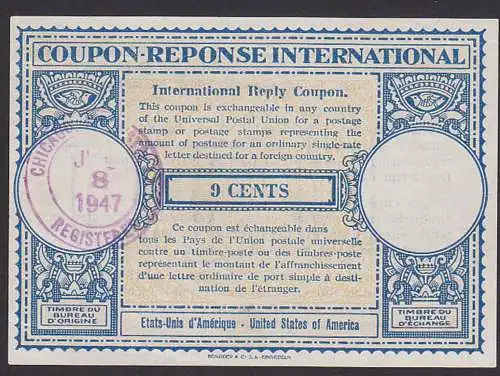 COUPON-REPONSE INTERNATIONAL
International Reply Coupon.
This coupon is exchangeable in any country
of the Universal Postal Union for a postage
stamp or postage stamps representing the
amount of postage for an ordinary single-rate
letter destined for a foreign country.
CHICAGO
8
1947
REGISTE
9 CENTS
Ce coupon est échangeable dans
tous les Pays de l'Union postale universelle
contre un timbre-poste ou des timbres-poste
représentant le montant de l'affranchissement
d'une lettre ordinaire de port simple à desti-
nation de l'étranger.
TIMBRE DU
BUREAU
D'ORIGINE
Etats-Unis d'Amérique - United States of America
TIMBRE DU
BUREAU
D'ÉCHANGE